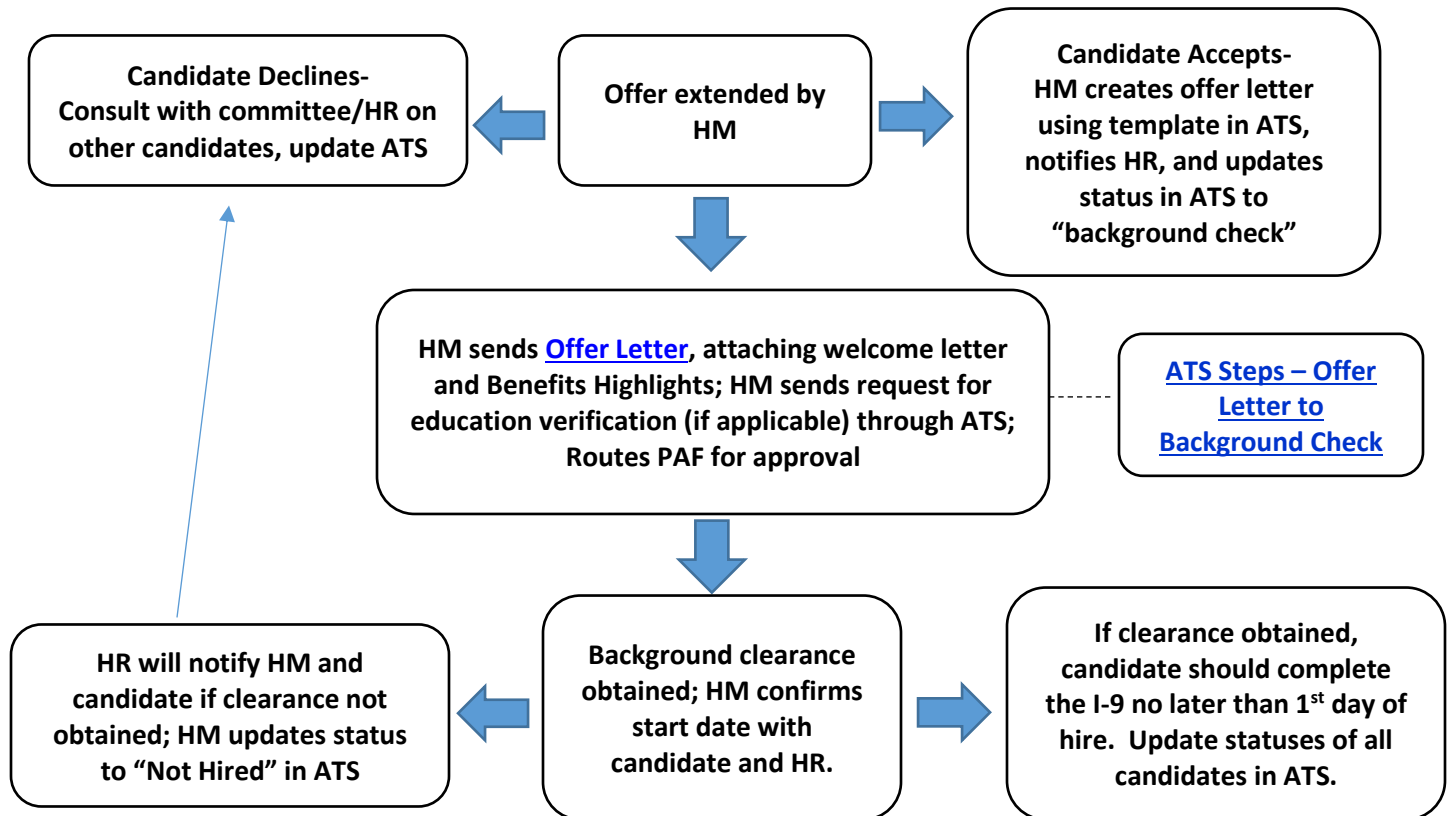 Candidate Declines-
Consult with committee/HR on
other candidates, update ATS
Offer extended by
HM
Candidate Accepts-
HM creates offer letter
using template in ATS,
notifies HR, and updates
status in ATS to
“background check”
HM sends Offer Letter, attaching welcome letter
and Benefits Highlights; HM sends request for
education verification (if applicable) through ATS;
Routes PAF for approval
ATS Steps – Offer
Letter to
Background Check
HR will notify HM and
candidate if clearance not
obtained; HM updates status
to “Not Hired” in ATS
Background clearance
obtained; HM confirms
start date with
candidate and HR.
If clearance obtained,
candidate should complete
the I-9 no later than 1st day of
hire.  Update statuses of all
candidates in ATS.